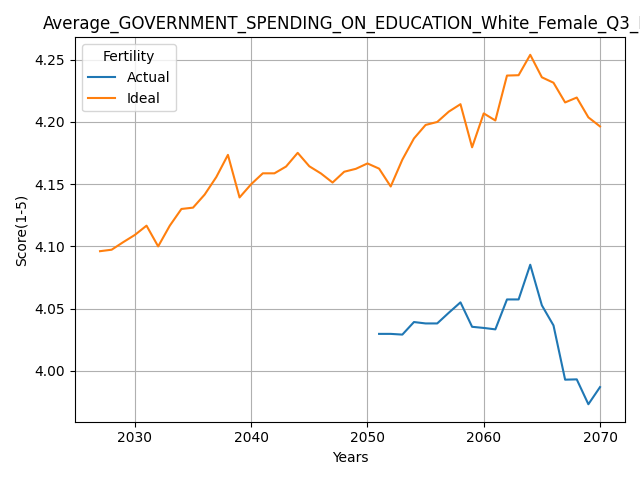 Average_GOVERNMENT_SPENDING_ON_EDUCATION_White_Female_Q3_
Fertility
Actual
Ideal
4.25
4.20
4.15
4.10
4.05
4.00
Score(1-5)
2030 2040 2050 2060 2070
Years